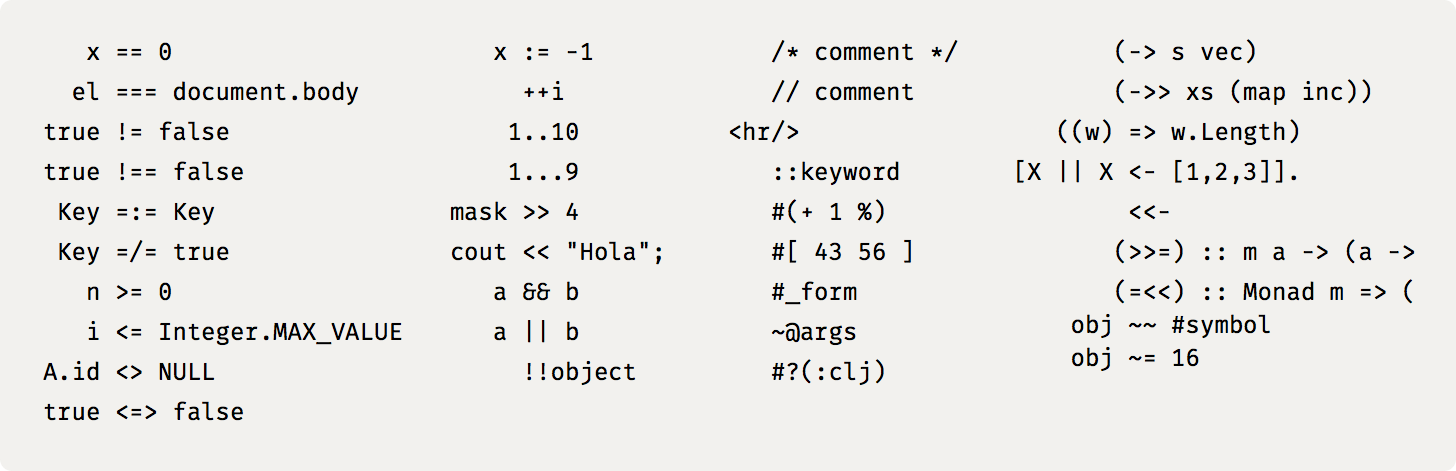 x == 0
el === document.body
true != false
true !== false
Key =:= Key
Key =/= true
n >= 0
i <= Integer.MAX_VALUE
A.id <> NULL
true <=> false
x := -1
++i
1..10
1...9
mask >> 4
cout << "Hola";
a && b
a || b
!!object
/* comment */
// comment
<hr/>
::keyword
#(+ 1 %)
#[ 43 56 ]
#_form
~@args
#?(:clj)
(-> s vec)
(->> xs (map inc))
((w) => w.Length)
[X || X <- [1,2,3]].
<<-
(>>=) :: m a -> (a ->
(=<<) :: Monad m => (
obj ~~ #symbol
obj ~= 16